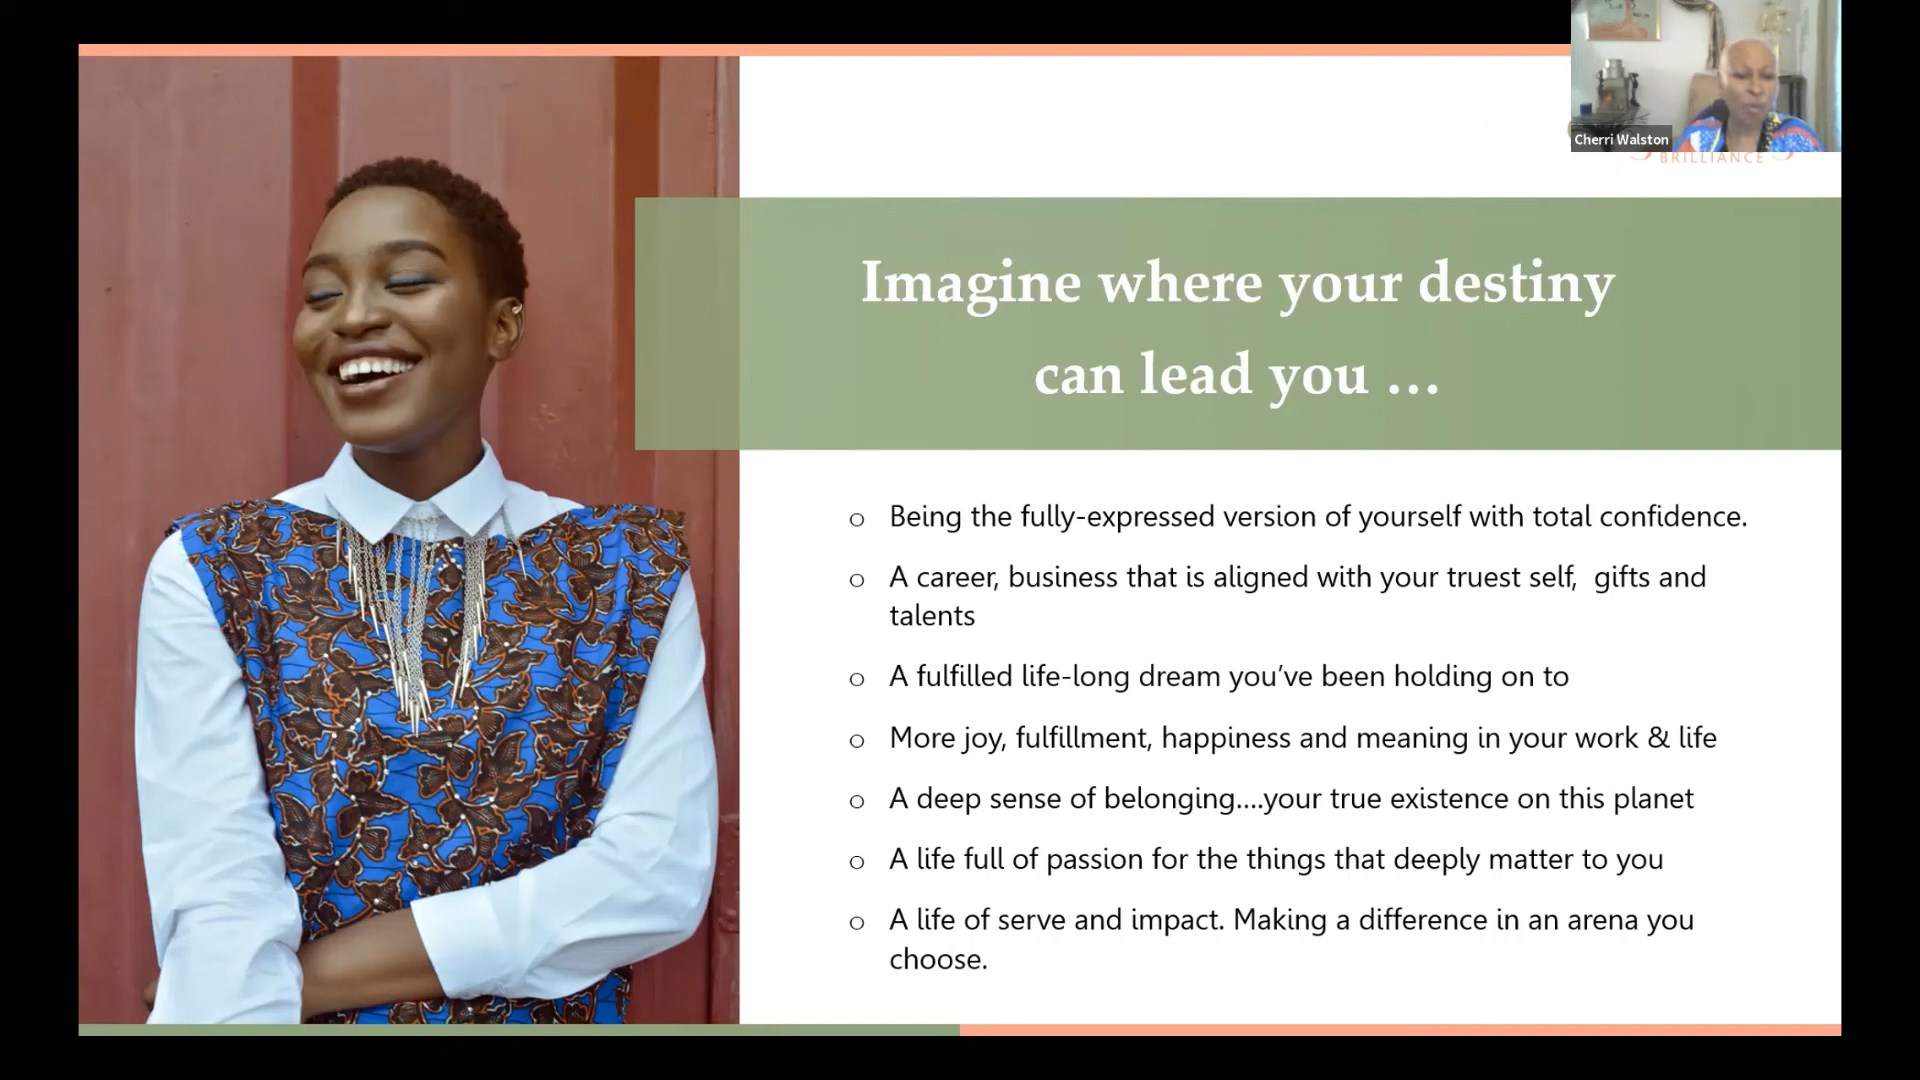 Cherri Walston
BRILLIANCE
Imagine where your destiny
can lead you …
o Being the fully-expressed version of yourself with total confidence.
o A career, business that is aligned with your truest self,  gifts and
talents
o A fulfilled life-long dream you’ve been holding on to
o More joy, fulfillment, happiness and meaning in your work & life
o A deep sense of belonging....your true existence on this planet
o A life full of passion for the things that deeply matter to you
o A life of serve and impact. Making a difference in an arena you
choose.